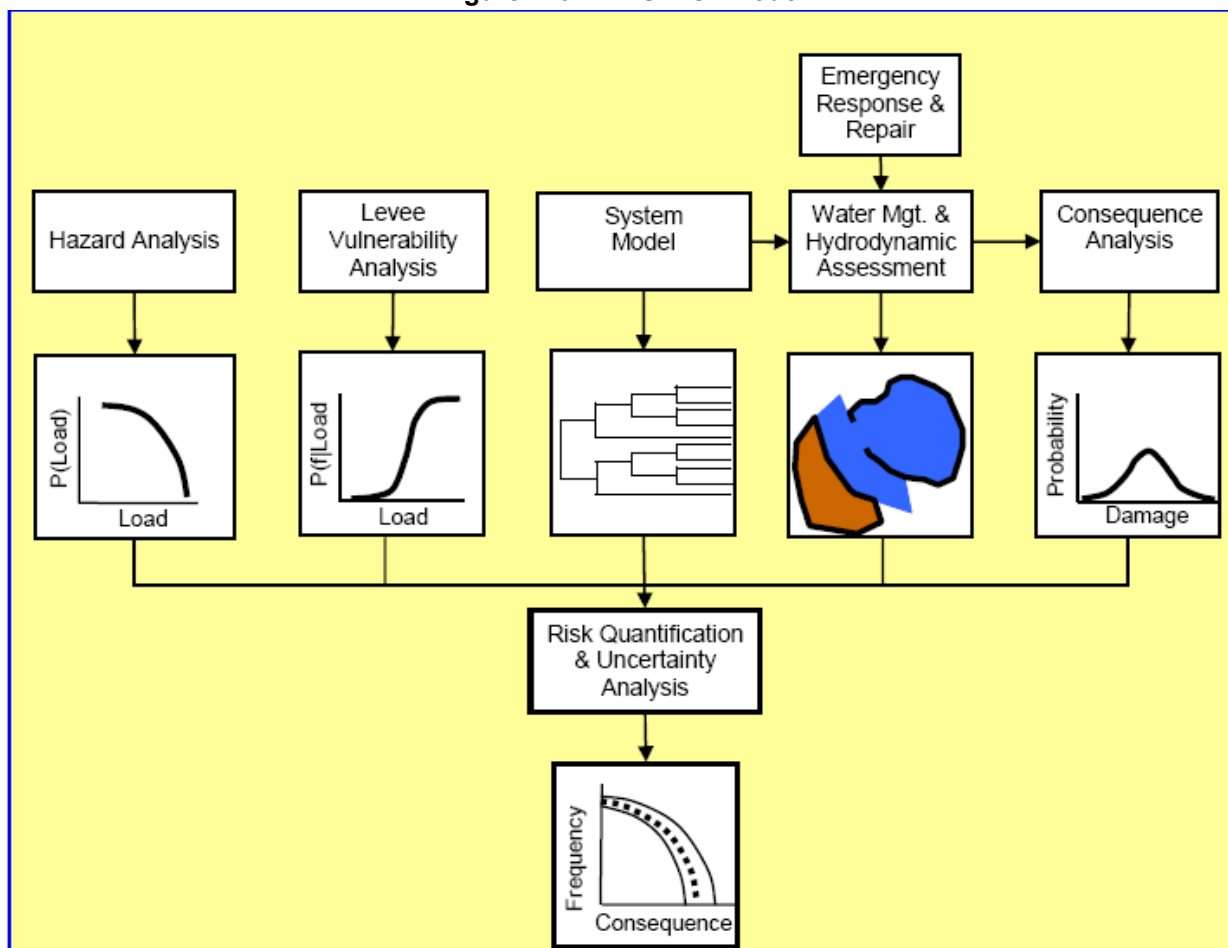 Emergency
Response &
Repair
Hazard Analysis
Levee
Vulnerability
Analysis
System
Model
Water Mgt. &
Hydrodynamic
Assessment
Consequence
Analysis
P(Load)
Load
P(f|Load
Load
Probability
Damage
Risk Quantification
& Uncertainty
Analysis
Frequency
Consequence